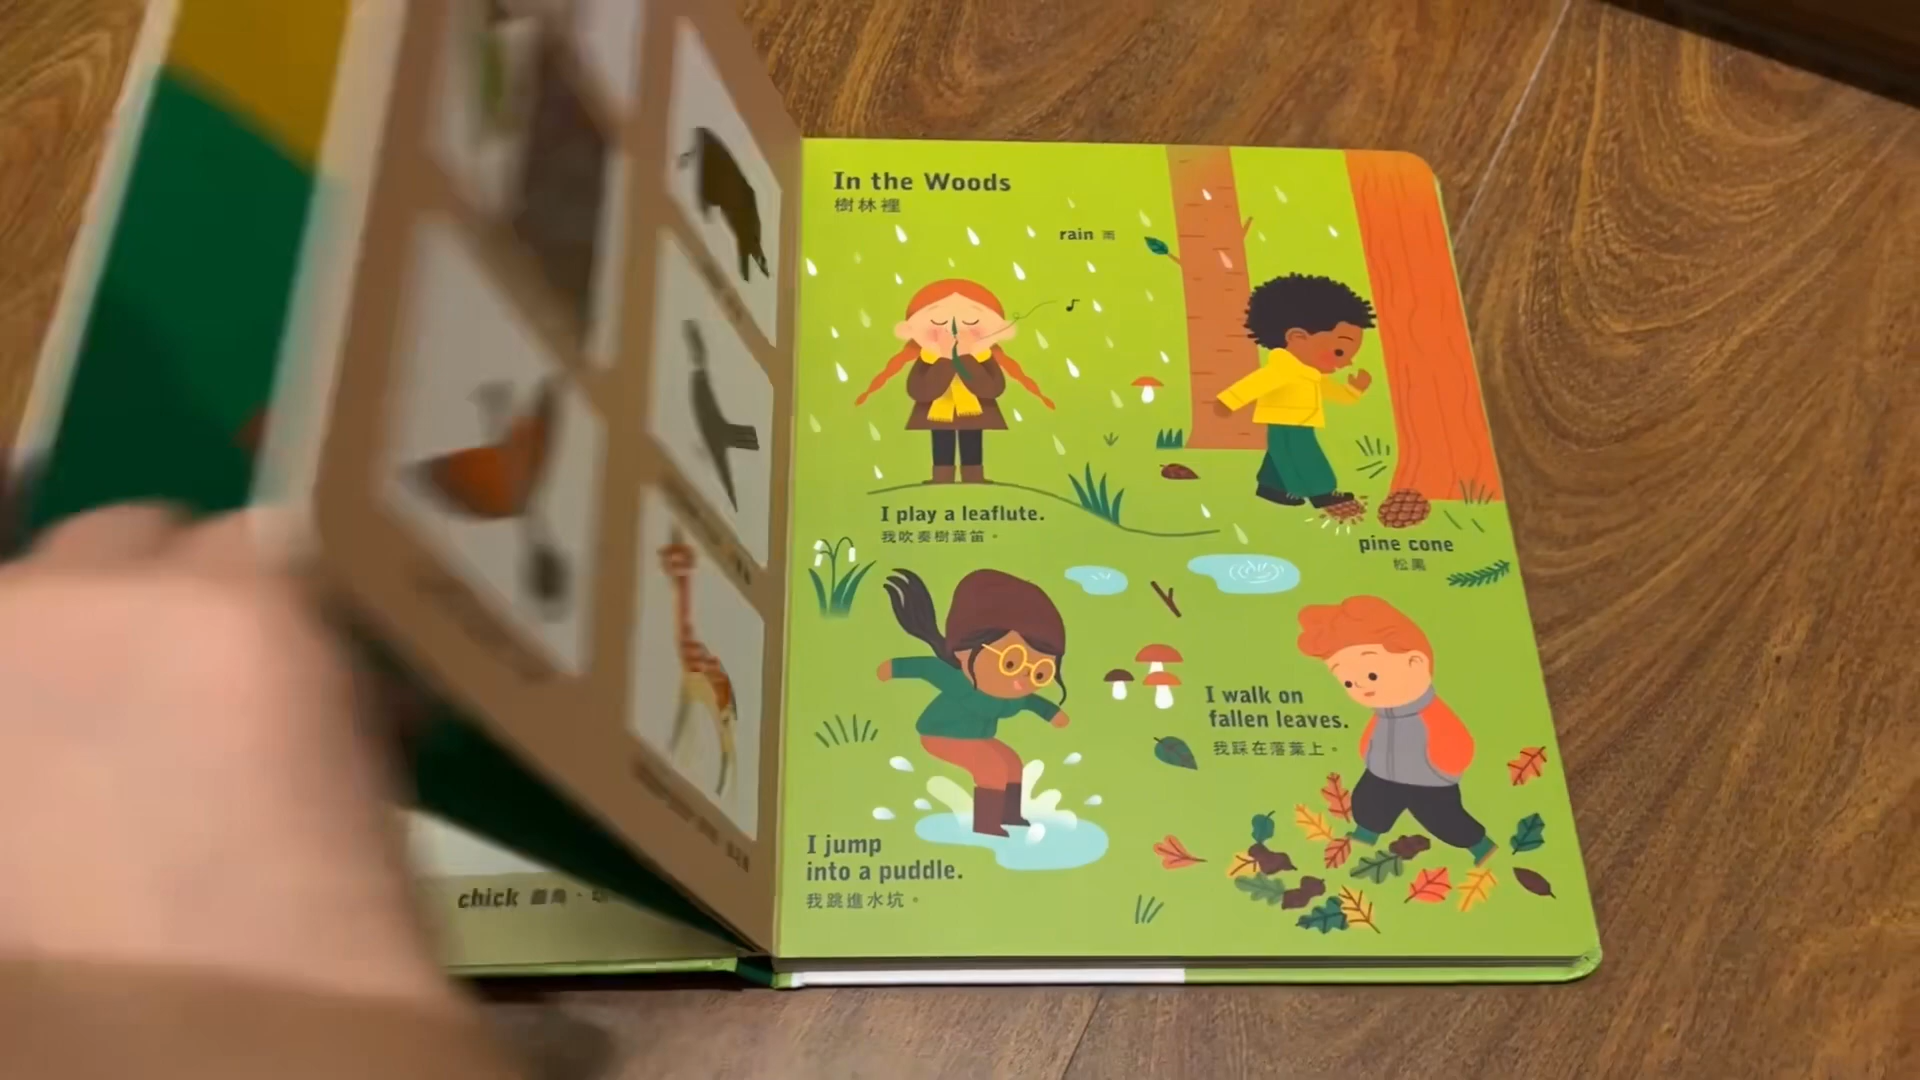 In the Woods
樹林裡
rain 雨
I play a leaflute.
我吹奏樹葉笛。
pine cone
松果
I walk on
fallen leaves.
我踩在落葉上。
I jump
into a puddle.
我跳進水坑。
chick